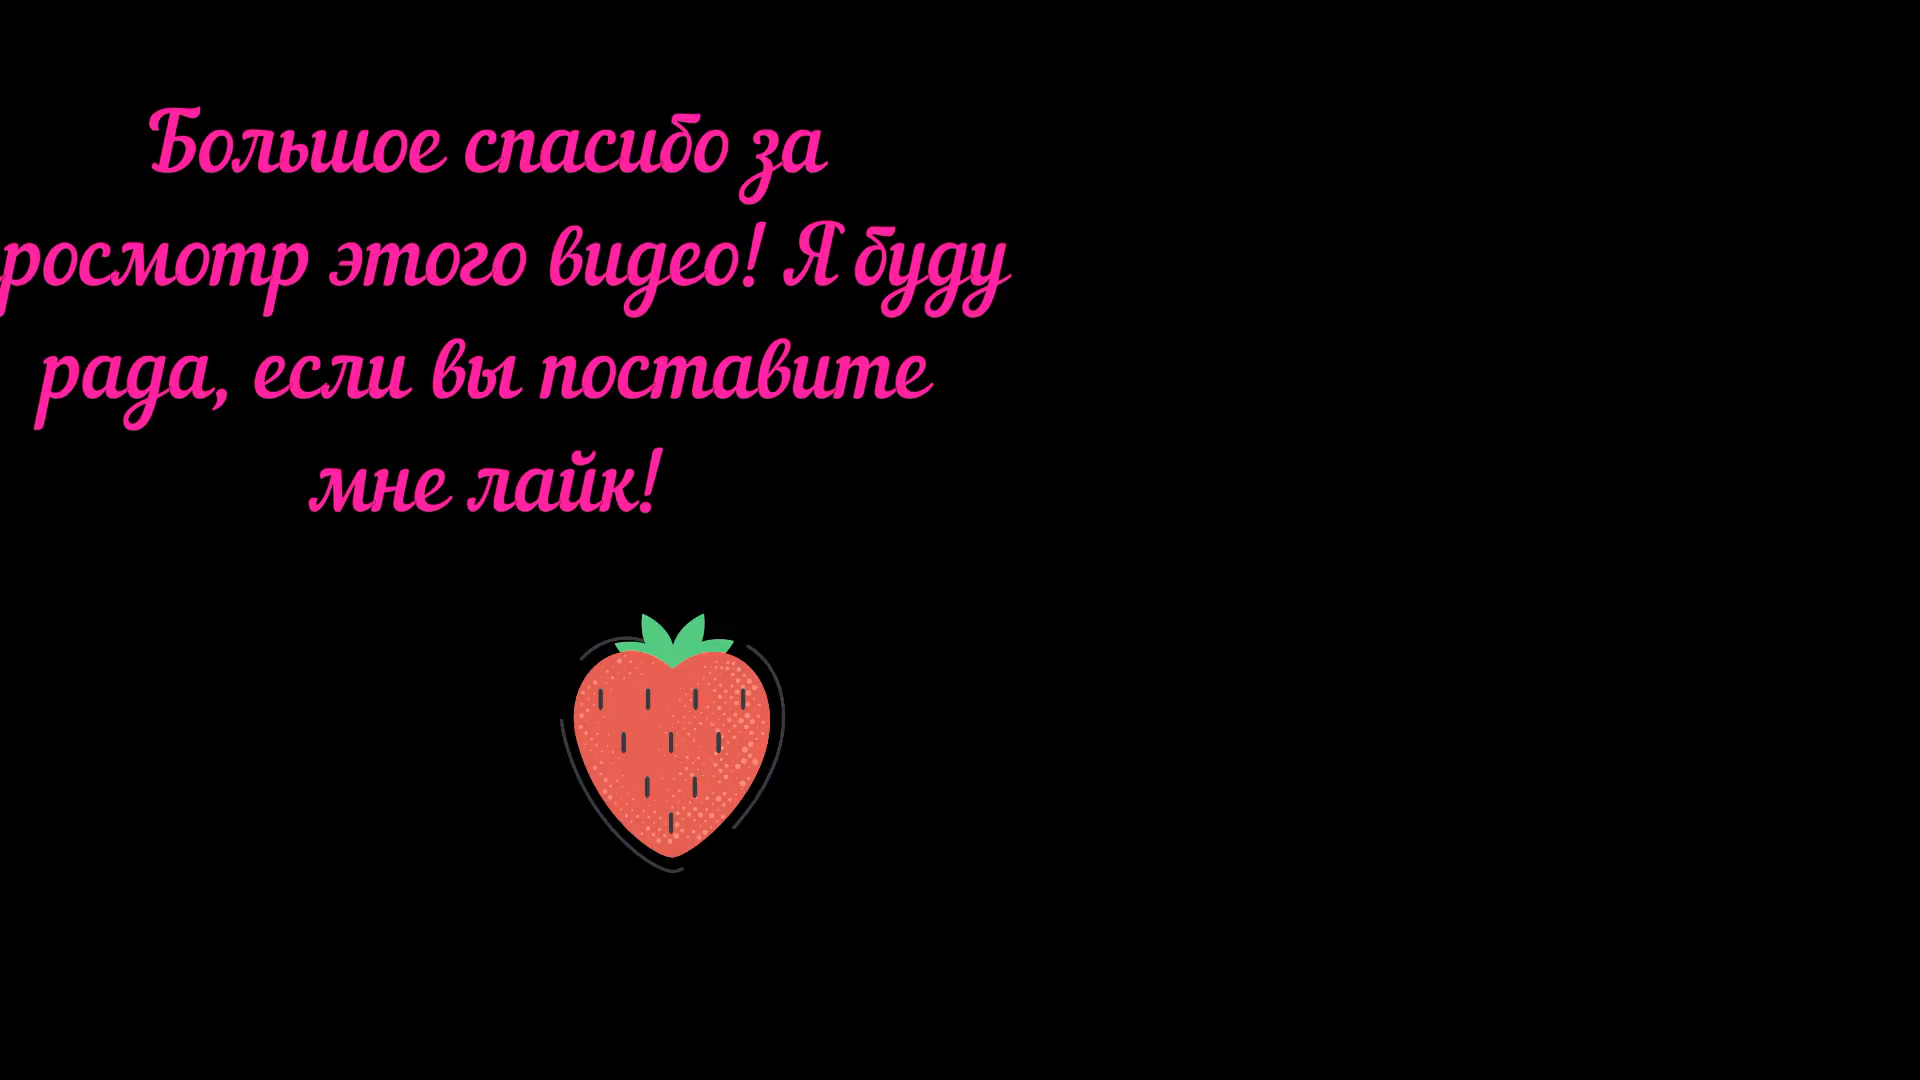 Большое спасибо за
росмотр этого видео! Я буду
рада, если вы поставите
мне лайк!